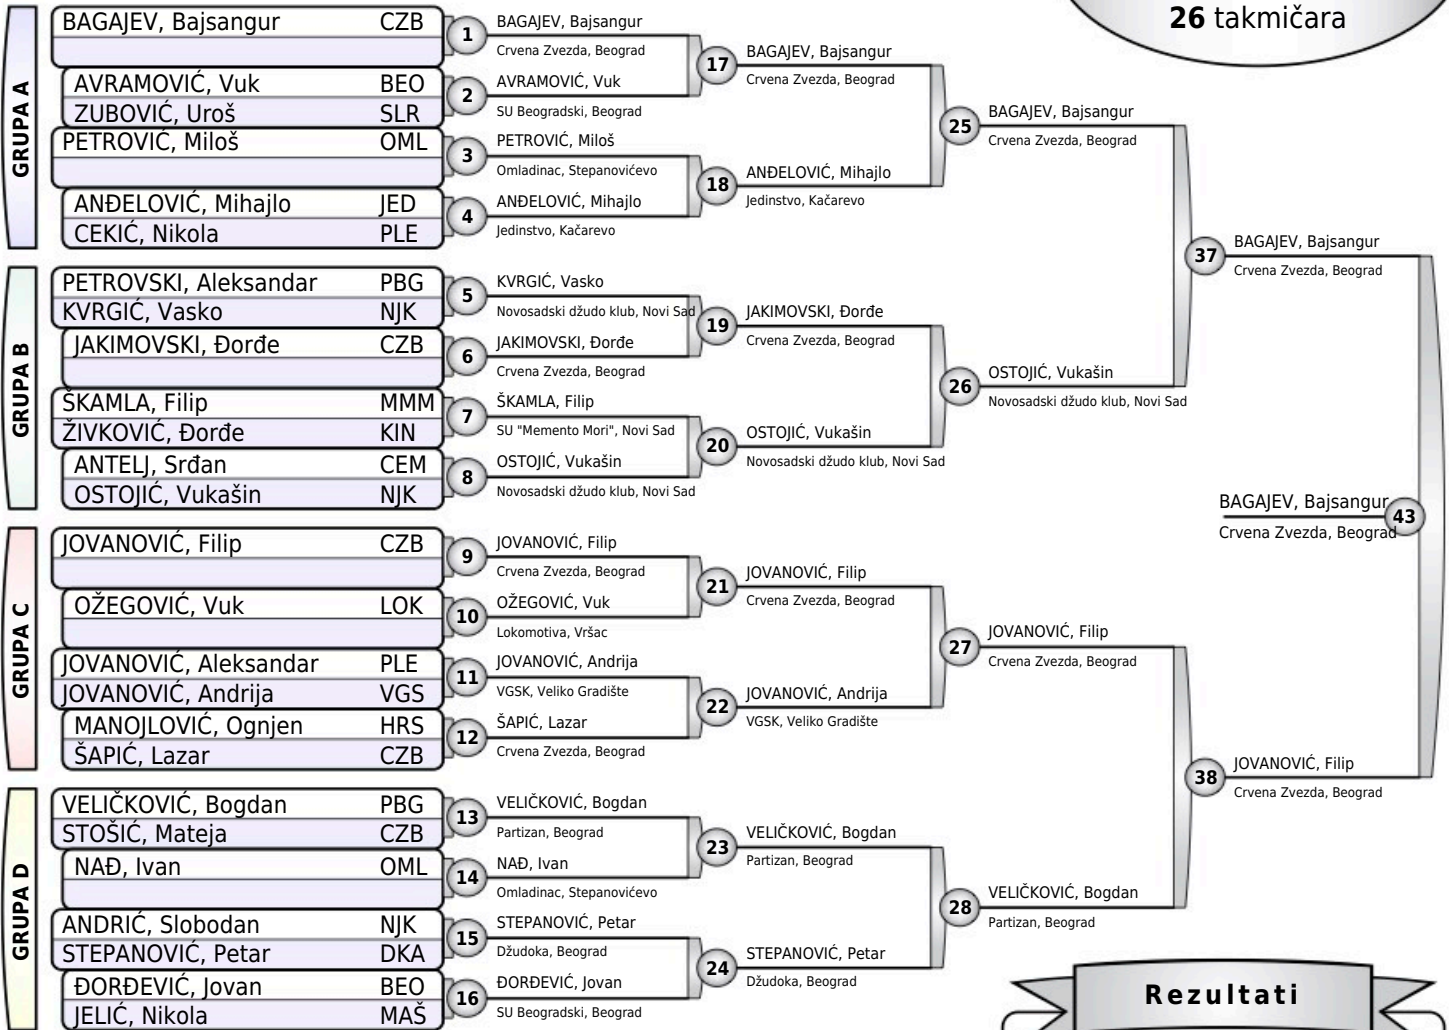 26 takmičara
GRUPA A
BAGAJEV, Bajsangur CZB
AVRAMOVIĆ, Vuk BEO
ZUBOVIĆ, Uroš SLR
PETROVIĆ, Miloš OML
ANĐELOVIĆ, Mihajlo JED
CEKIĆ, Nikola PLE
GRUPA B
PETROVSKI, Aleksandar PBG
KVRGIĆ, Vasko NJK
JAKIMOVSKI, Đorđe CZB
ŠKAMLA, Filip MMM
ŽIVKOVIĆ, Đorđe KIN
ANTELJ, Srđan CEM
OSTOJIĆ, Vukašin NJK
GRUPA C
JOVANOVIĆ, Filip CZB
OŽEGOVIĆ, Vuk LOK
JOVANOVIĆ, Aleksandar PLE
JOVANOVIĆ, Andrija VGS
MANOJLOVIĆ, Ognjen HRS
ŠAPIĆ, Lazar CZB
GRUPA D
VELIČKOVIĆ, Bogdan PBG
STOŠIĆ, Mateja CZB
NAĐ, Ivan OML
ANDRIĆ, Slobodan NJK
STEPANOVIĆ, Petar DKA
ĐORĐEVIĆ, Jovan BEO
JELIĆ, Nikola MAŠ
1
BAGAJEV, Bajsangur
Crvena Zvezda, Beograd
2
AVRAMOVIĆ, Vuk
SU Beogradski, Beograd
3
PETROVIĆ, Miloš
Omladinac, Stepanovićevo
4
ANĐELOVIĆ, Mihajlo
Jedinstvo, Kačarevo
5
KVRGIĆ, Vasko
Novosadski džudo klub, Novi Sad
6
JAKIMOVSKI, Đorđe
Crvena Zvezda, Beograd
7
ŠKAMLA, Filip
SU "Memento Mori", Novi Sad
8
OSTOJIĆ, Vukašin
Novosadski džudo klub, Novi Sad
9
JOVANOVIĆ, Filip
Crvena Zvezda, Beograd
10
OŽEGOVIĆ, Vuk
Lokomotiva, Vršac
11
JOVANOVIĆ, Andrija
VGSK, Veliko Gradište
12
ŠAPIĆ, Lazar
Crvena Zvezda, Beograd
13
VELIČKOVIĆ, Bogdan
Partizan, Beograd
14
NAĐ, Ivan
Omladinac, Stepanovićevo
15
STEPANOVIĆ, Petar
Džudoka, Beograd
16
ĐORĐEVIĆ, Jovan
SU Beogradski, Beograd
17
BAGAJEV, Bajsangur
Crvena Zvezda, Beograd
18
ANĐELOVIĆ, Mihajlo
Jedinstvo, Kačarevo
19
JAKIMOVSKI, Đorđe
Crvena Zvezda, Beograd
20
OSTOJIĆ, Vukašin
Novosadski džudo klub, Novi Sad
21
JOVANOVIĆ, Filip
Crvena Zvezda, Beograd
22
JOVANOVIĆ, Andrija
VGSK, Veliko Gradište
23
VELIČKOVIĆ, Bogdan
Partizan, Beograd
24
STEPANOVIĆ, Petar
Džudoka, Beograd
25
BAGAJEV, Bajsangur
Crvena Zvezda, Beograd
26
OSTOJIĆ, Vukašin
Novosadski džudo klub, Novi Sad
27
JOVANOVIĆ, Filip
Crvena Zvezda, Beograd
28
VELIČKOVIĆ, Bogdan
Partizan, Beograd
37
BAGAJEV, Bajsangur
Crvena Zvezda, Beograd
38
JOVANOVIĆ, Filip
Crvena Zvezda, Beograd
BAGAJEV, Bajsangur
43
Crvena Zvezda, Beograd
Rezultati